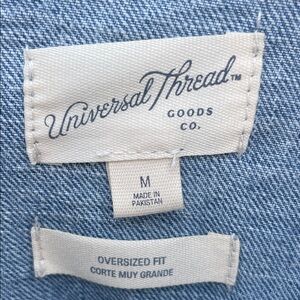 Universal Thread™
GOODS
CO.
M
MADE IN
PAKISTAN
OVERSIZED FIT
CORTE MUY GRANDE